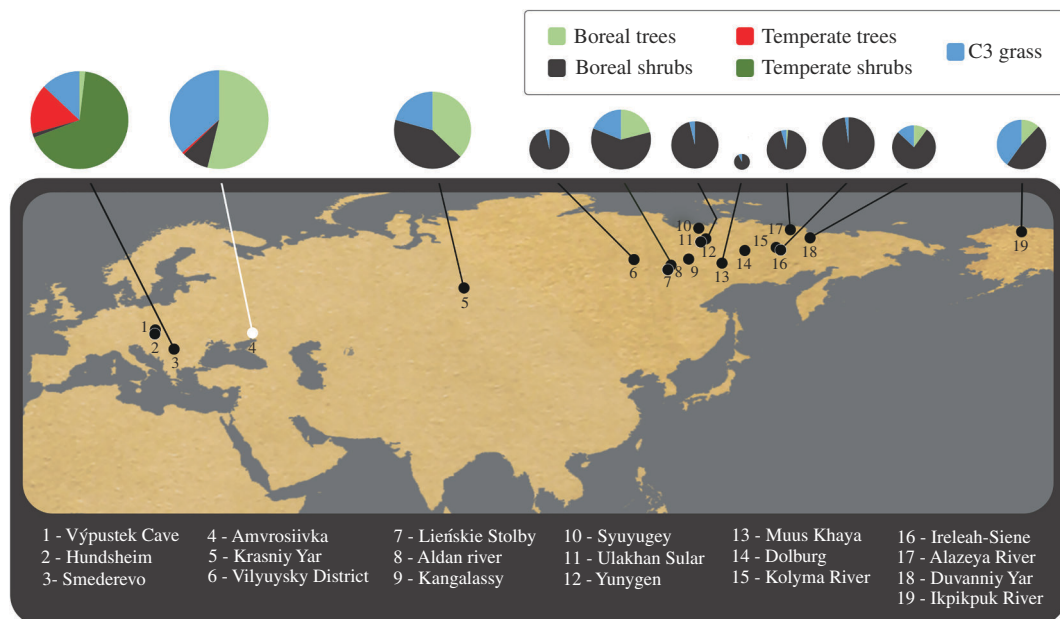 Boreal trees
Temperate trees
C3 grass
Boreal shrubs
Temperate shrubs
10
17
11
15
19
12
6
14
16
18
9
8
7
13
5
1
2
3
4
1 - Výpustek Cave
2 - Hundsheim
3- Smederevo
4 - Amvrosiivka
5 - Krasniy Yar
6 - Vilyuysky District
7 - Lieńskie Stolby
8 - Aldan river
9 - Kangalassy
10 - Syuyugey
11 - Ulakhan Sular
12 - Yunygen
13 - Muus Khaya
14 - Dolburg
15 - Kolyma River
16 - Ireleah-Siene
17 - Alazeya River
18 - Duvanniy Yar
19 - Ikpikpuk River